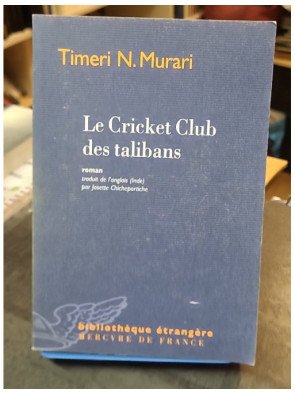 Timeri N. Murari
Le Cricket Club
des talibans
roman
traduit de l'anglais (Inde)
par Josette Chicheportiche
bibliothèque étrangère
MERCVRE DE FRANCE